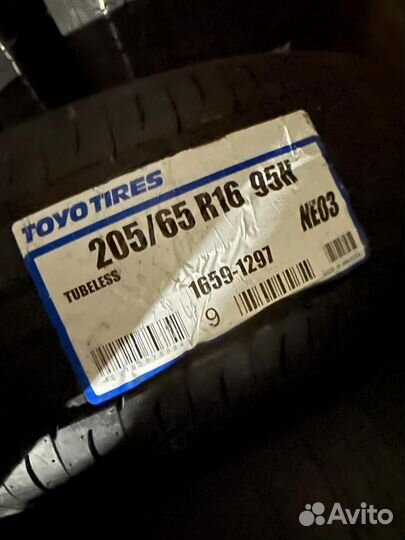 TOYO TIRES
205/65 R16 95H
TUBELESS
NE03
1659-1297
9
Avito